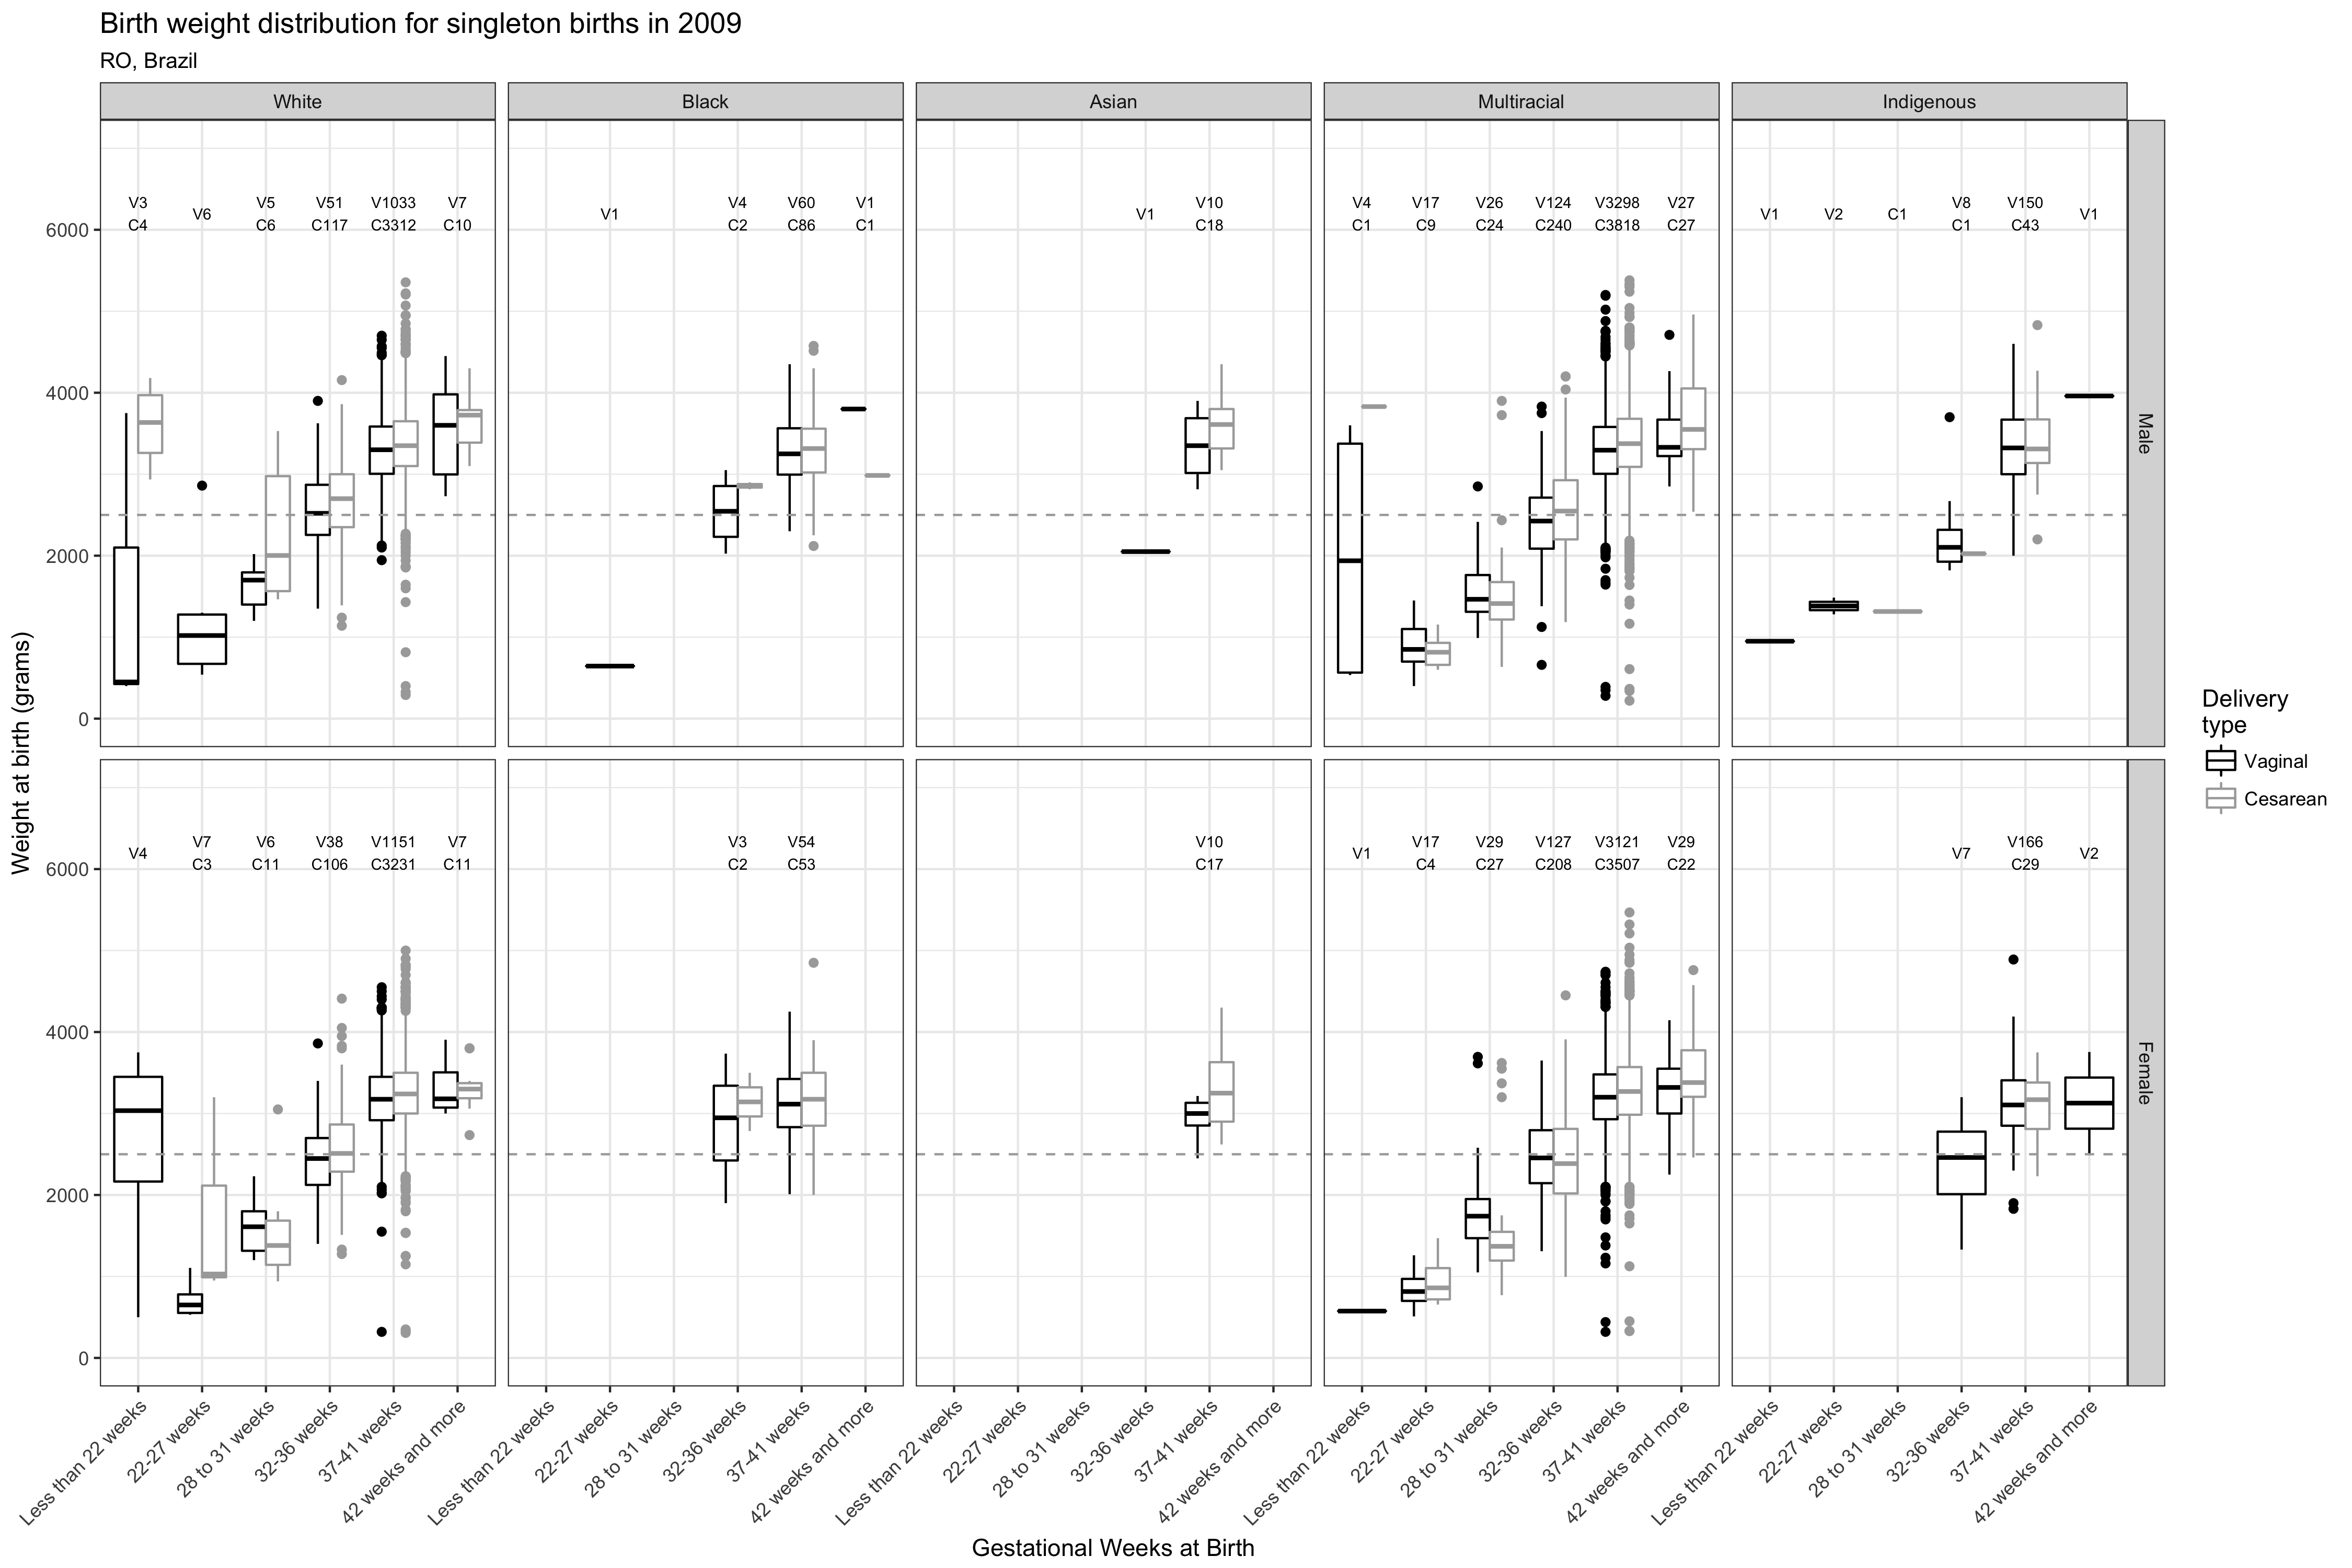 Birth weight distribution for singleton births in 2009
RO, Brazil
White Black Asian Multiracial Indigenous
V3 V6 V5 V51 V1033 V7 V1 V4 V60 V1 V1 V10 V4 V17 V26 V124 V3298 V27 V1 V2 C1 V8 V150 V1
C4 C6 C117 C3312 C10 C2 C86 C1 C18 C1 C9 C24 C240 C3818 C27 C1 C43
6000
4000
2000
0
Male
V4 V7 V6 V38 V1151 V7 V3 V54 V10 V1 V17 V29 V127 V3121 V29 V7 V166 V2
C3 C11 C106 C3231 C11 C2 C53 C17 C4 C27 C208 C3507 C22 C29
6000
4000
2000
0
Female
Weight at birth (grams)
Less than 22 weeks
22-27 weeks
28 to 31 weeks
32-36 weeks
37-41 weeks
42 weeks and more
Less than 22 weeks
22-27 weeks
28 to 31 weeks
32-36 weeks
37-41 weeks
42 weeks and more
Less than 22 weeks
22-27 weeks
28 to 31 weeks
32-36 weeks
37-41 weeks
42 weeks and more
Less than 22 weeks
22-27 weeks
28 to 31 weeks
32-36 weeks
37-41 weeks
42 weeks and more
Less than 22 weeks
22-27 weeks
28 to 31 weeks
32-36 weeks
37-41 weeks
42 weeks and more
Gestational Weeks at Birth
Delivery
type
Vaginal
Cesarean